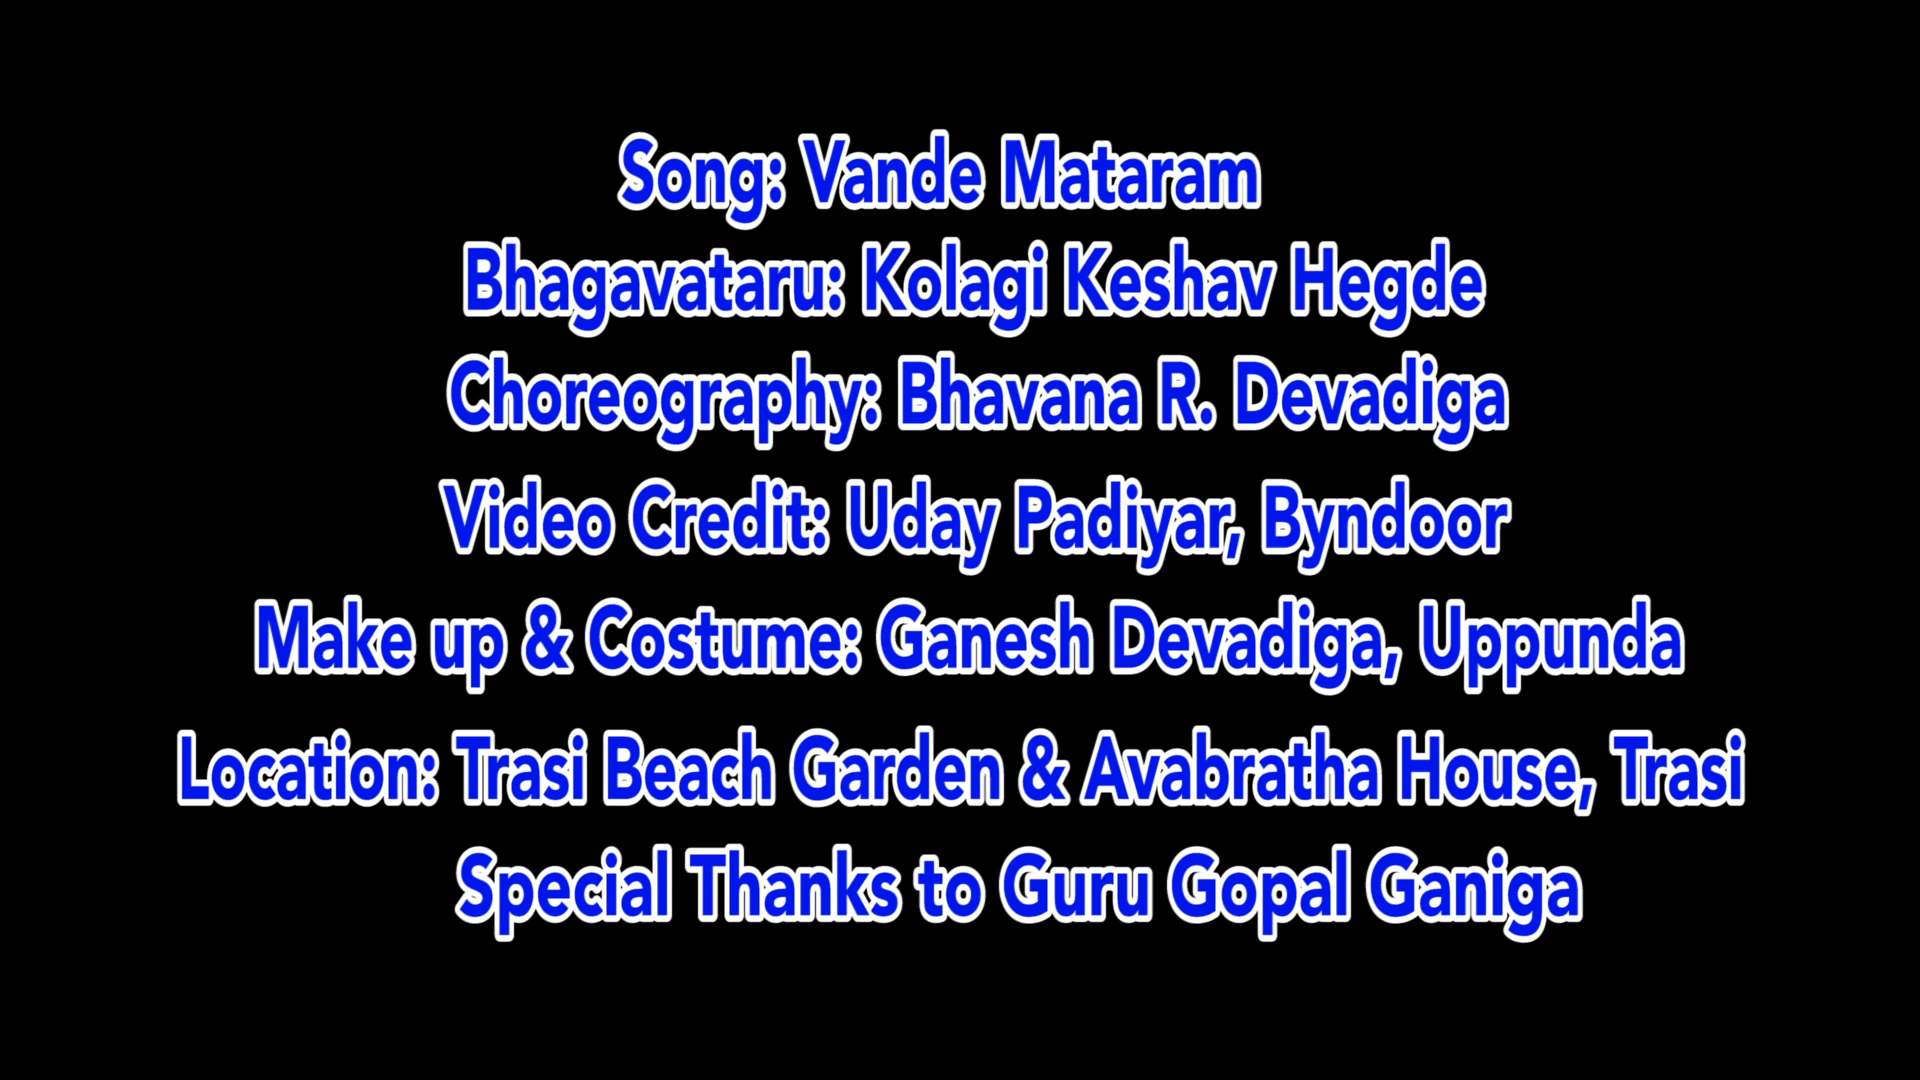 Song: Vande Mataram
Bhagavataru: Kolagi Keshav Hegde
Choreography: Bhavana R. Devadiga
Video Credit: Uday Padiyar, Byndoor
Make up & Costume: Ganesh Devadiga, Uppunda
Location: Trasi Beach Garden & Avabratha House, Trasi
Special Thanks to Guru Gopal Ganiga